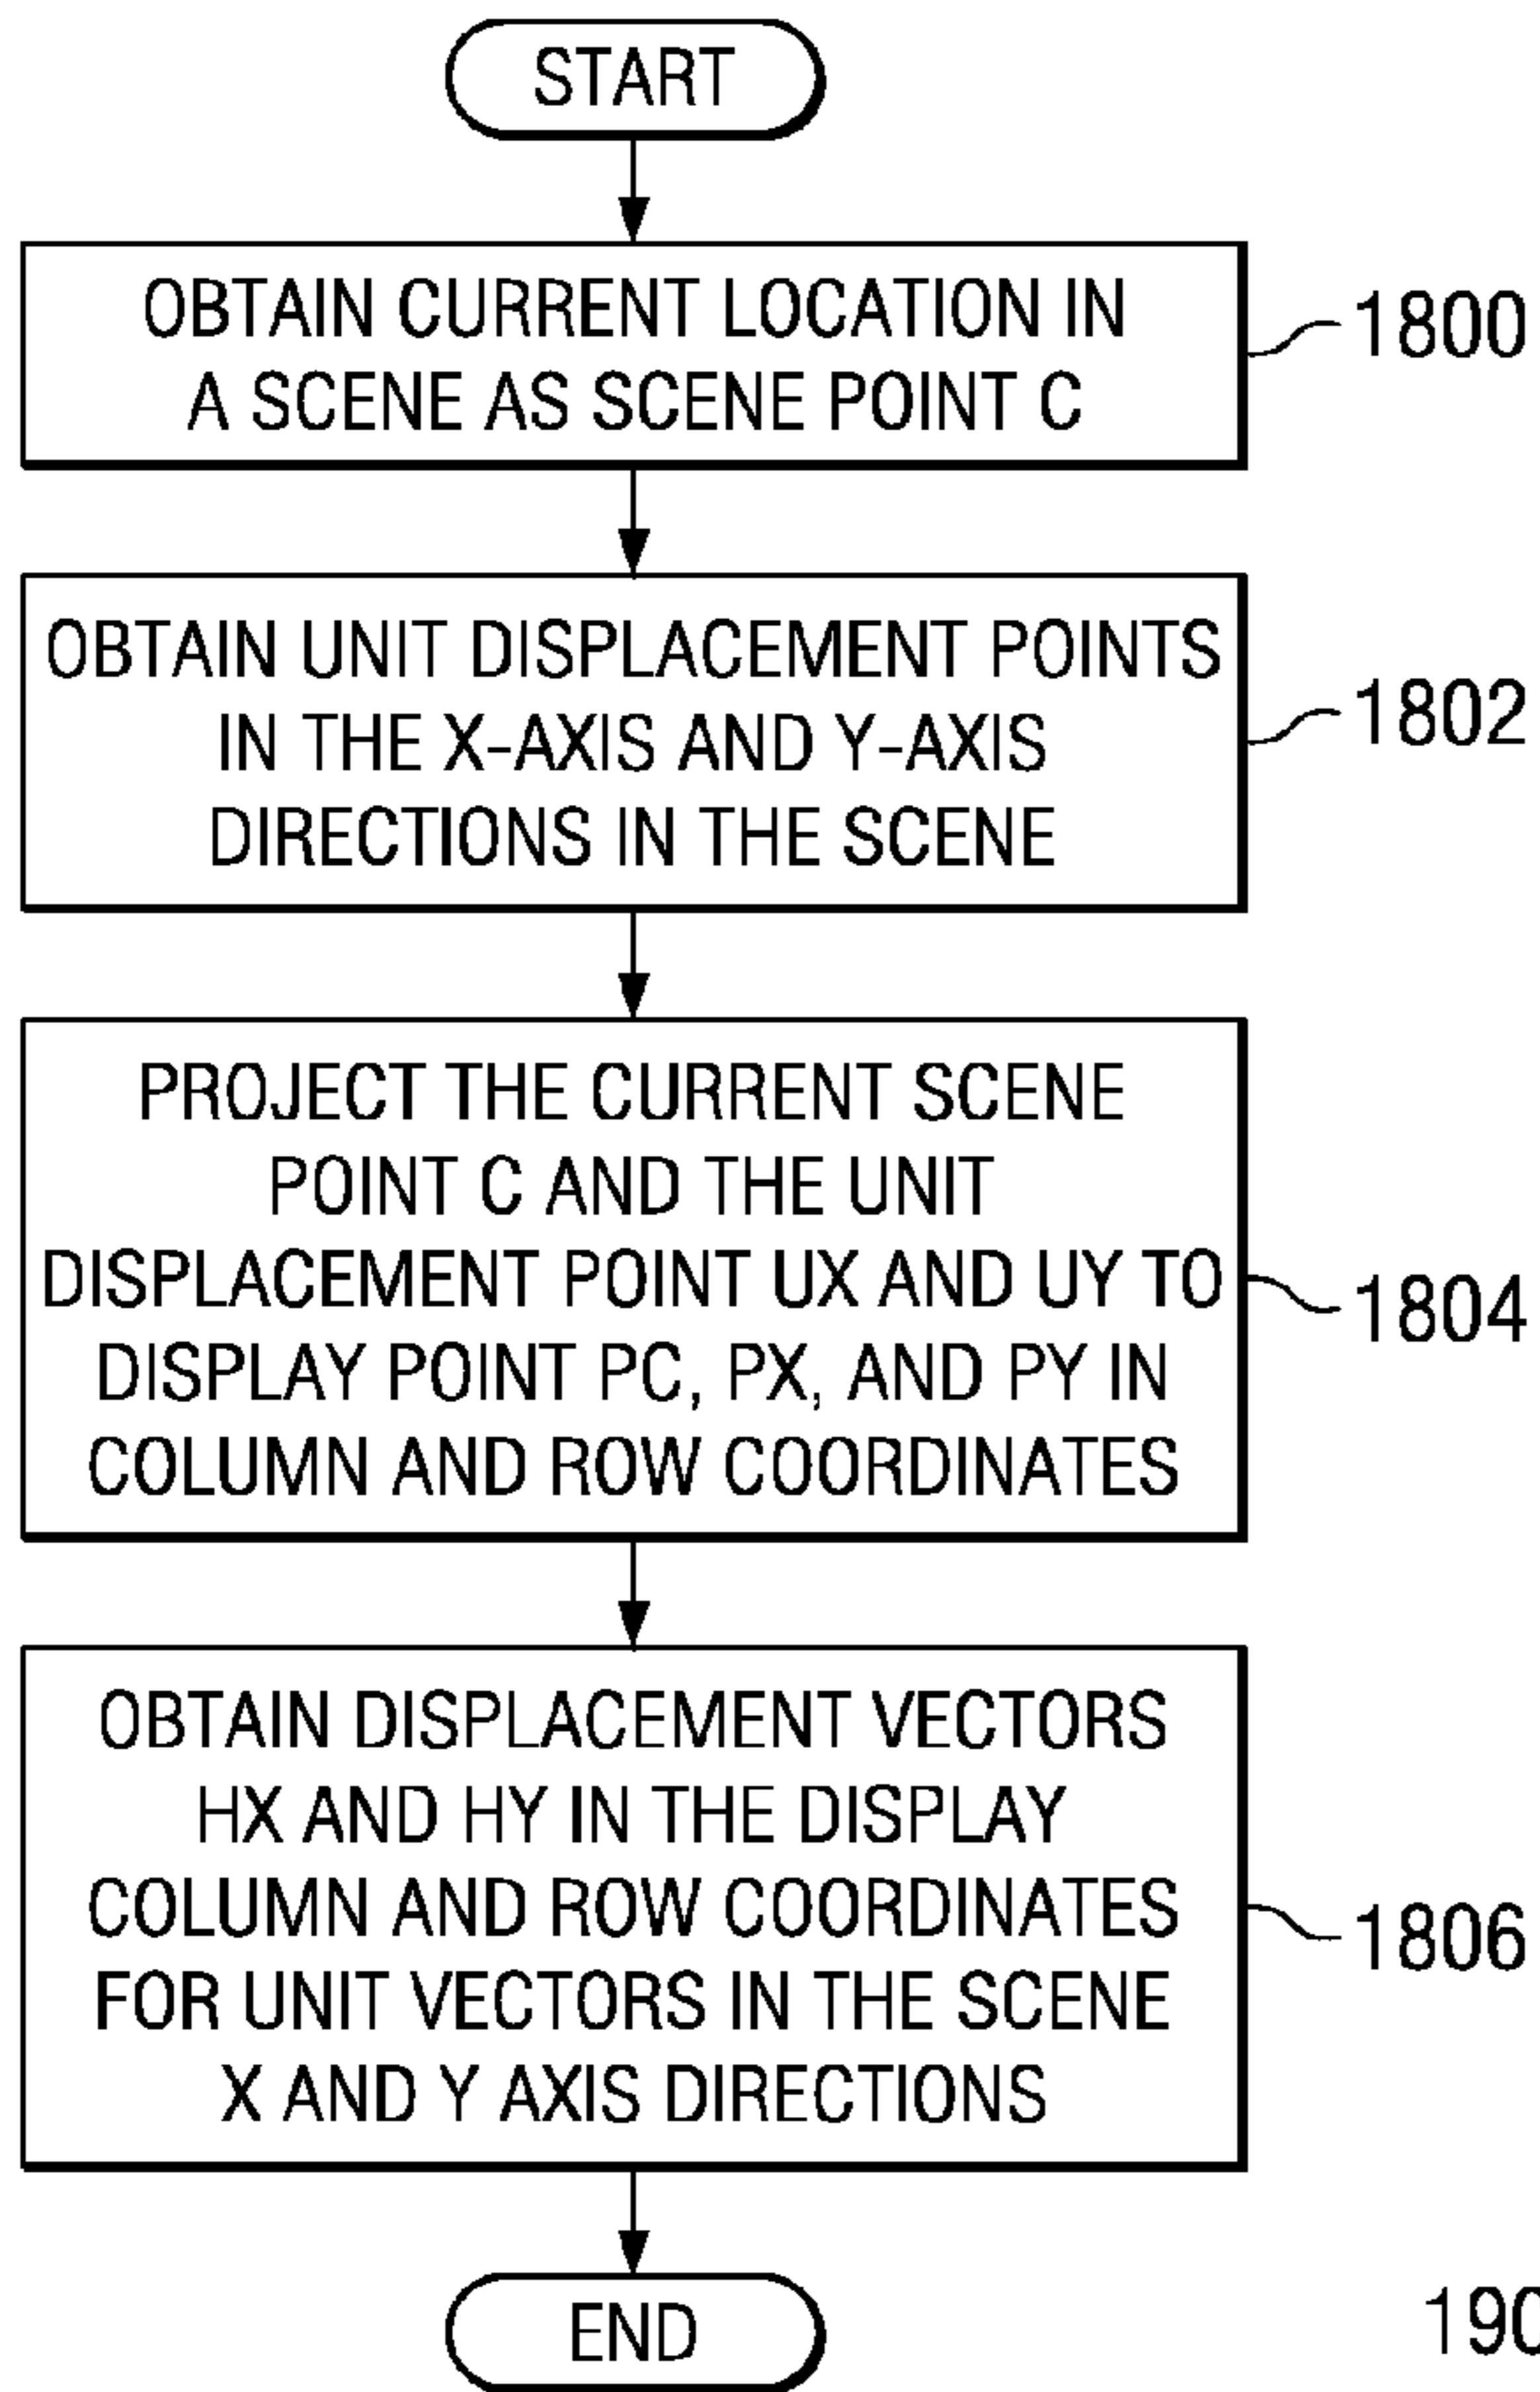 START
OBTAIN CURRENT LOCATION IN
A SCENE AS SCENE POINT C
1800
OBTAIN UNIT DISPLACEMENT POINTS
IN THE X-AXIS AND Y-AXIS
DIRECTIONS IN THE SCENE
1802
PROJECT THE CURRENT SCENE
POINT C AND THE UNIT
DISPLACEMENT POINT UX AND UY TO
DISPLAY POINT PC, PX, AND PY IN
COLUMN AND ROW COORDINATES
1804
OBTAIN DISPLACEMENT VECTORS
HX AND HY IN THE DISPLAY
COLUMN AND ROW COORDINATES
FOR UNIT VECTORS IN THE SCENE
X AND Y AXIS DIRECTIONS
1806
END